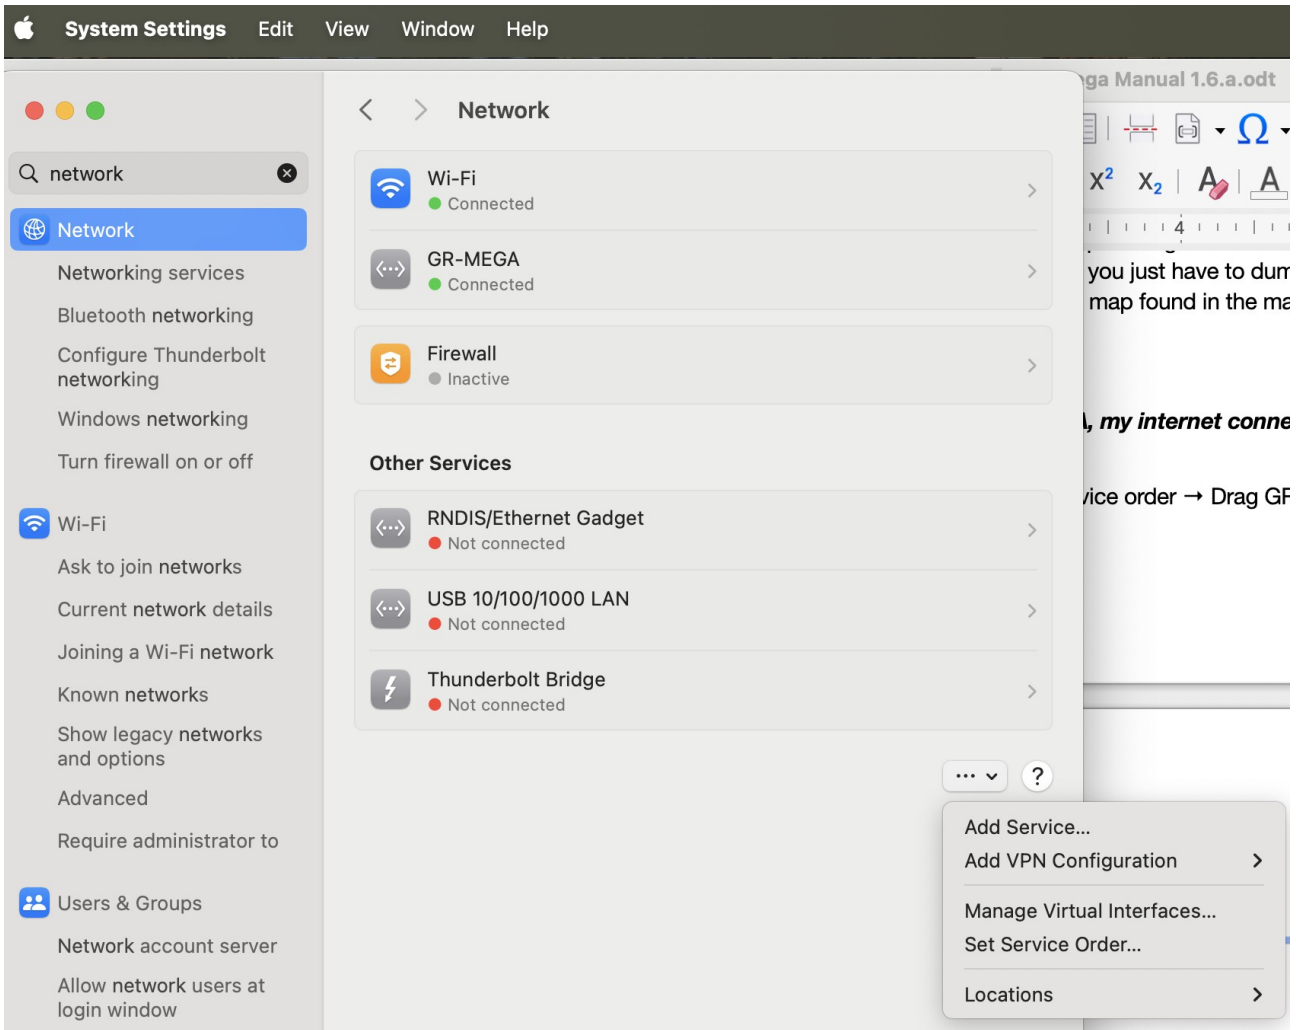 System Settings Edit View Window Help
ga Manual 1.6.a.odt
network
Network
Networking services
Bluetooth networking
Configure Thunderbolt
networking
Windows networking
Turn firewall on or off
Wi-Fi
Ask to join networks
Current network details
Joining a Wi-Fi network
Known networks
Show legacy networks
and options
Advanced
Require administrator to
Users & Groups
Network account server
Allow network users at
login window
Network
Wi-Fi
Connected
GR-MEGA
Connected
Firewall
Inactive
Other Services
RNDIS/Ethernet Gadget
Not connected
USB 10/100/1000 LAN
Not connected
Thunderbolt Bridge
Not connected
... ?
Add Service...
Add VPN Configuration
Manage Virtual Interfaces...
Set Service Order...
Locations
Ω
X² X₂ A A
4
you just have to
map found in the
, my internet
order → Drag